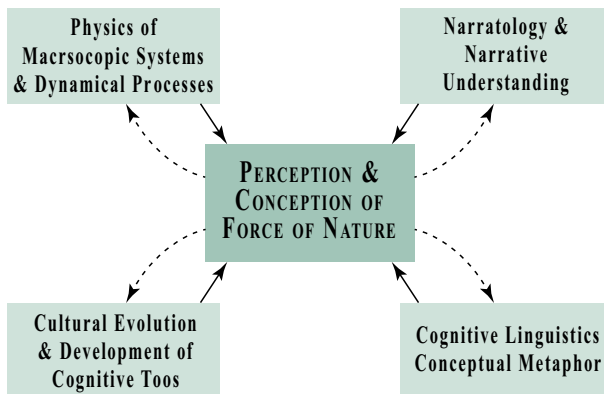 Physics of
Macrsocopic Systems
& Dynamical Processes
Narratology &
Narrative
Understanding
PERCEPTION &
CONCEPTION OF
FORCE OF NATURE
Cultural Evolution
& Development of
Cognitive Toos
Cognitive Linguistics
Conceptual Metaphor